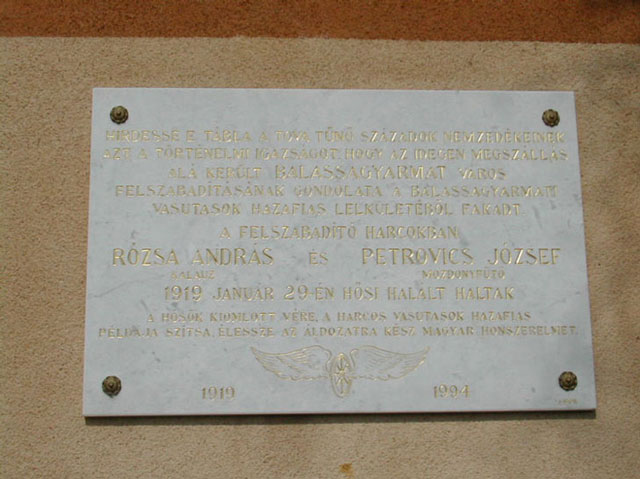 HIRDESSE E TÁBLA A TOVA TŰNŐ SZÁZADOK NEMZEDÉKEINEK
AZT A TÖRTÉNELMI IGAZSÁGOT, HOGY AZ IDEGEN MEGSZÁLLÁS
ALÁ KERÜLT BALASSAGYARMAT VÁROS
FELSZABADÍTÁSÁNAK GONDOLATA A BALASSAGYARMATI
VASUTASOK HAZAFIAS LELKÜLETÉBŐL FAKADT.
A FELSZABADÍTÓ HARCOKBAN
RÓZSA ANDRÁS ÉS PETROVICS JÓZSEF
KALAUZ MOZDONYFŰTŐ
1919 JANUÁR 29-ÉN HŐSI HALÁLT HALTAK
A HŐSÖK KIOMLOTT VÉRE, A HARCOS VASUTASOK HAZAFIAS
PÉLDÁJA SZÍTSA, ÉLESSZE AZ ÁLDOZATRA KÉSZ MAGYAR HONSZERELMET.
1919 1994